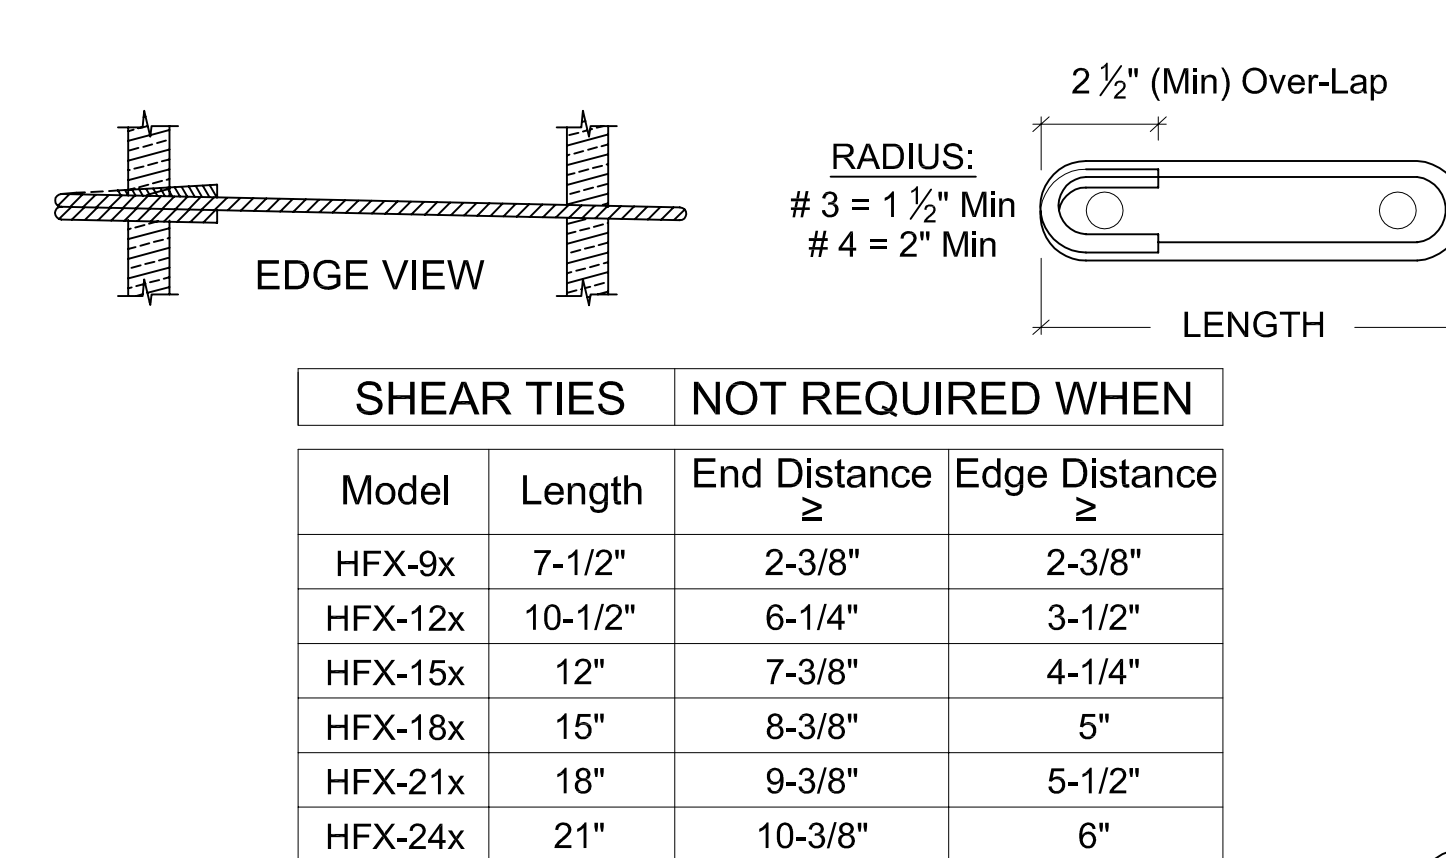 2 ½" (Min) Over-Lap
RADIUS:
# 3 = 1 ½" Min
# 4 = 2" Min
EDGE VIEW
LENGTH
SHEAR TIES NOT REQUIRED WHEN
Model Length End Distance ≥ Edge Distance ≥
HFX-9x 7-1/2" 2-3/8" 2-3/8"
HFX-12x 10-1/2" 6-1/4" 3-1/2"
HFX-15x 12" 7-3/8" 4-1/4"
HFX-18x 15" 8-3/8" 5"
HFX-21x 18" 9-3/8" 5-1/2"
HFX-24x 21" 10-3/8" 6"